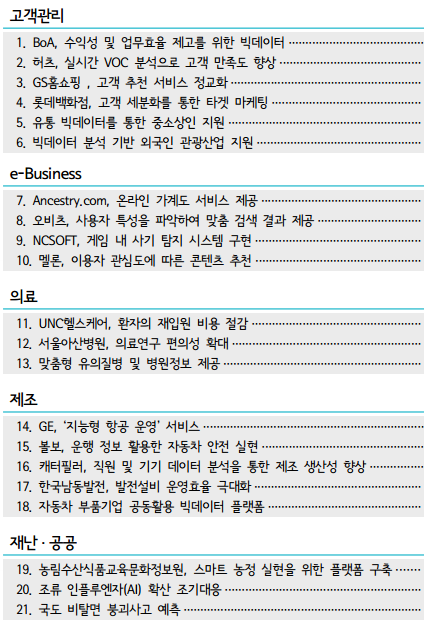 고객관리
1. BoA, 수익성 및 업무효율 제고를 위한 빅데이터
2. 허츠, 실시간 VOC 분석으로 고객 만족도 향상
3. GS홈쇼핑 , 고객 추천 서비스 정교화
4. 롯데백화점, 고객 세분화를 통한 타겟 마케팅
5. 유통 빅데이터를 통한 중소상인 지원
6. 빅데이터 분석 기반 외국인 관광산업 지원
e-Business
7. Ancestry.com, 온라인 가계도 서비스 제공
8. 오비츠, 사용자 특성을 파악하여 맞춤 검색 결과 제공
9. NCSOFT, 게임 내 사기 탐지 시스템 구현
10. 멜론, 이용자 관심도에 따른 콘텐츠 추천
의료
11. UNC헬스케어, 환자의 재입원 비용 절감
12. 서울아산병원, 의료연구 편의성 확대
13. 맞춤형 유의질병 및 병원정보 제공
제조
14. GE, ‘지능형 항공 운영’ 서비스
15. 볼보, 운행 정보 활용한 자동차 안전 실현
16. 캐터필러, 직원 및 기기 데이터 분석을 통한 제조 생산성 향상
17. 한국남동발전, 발전설비 운영효율 극대화
18. 자동차 부품기업 공동활용 빅데이터 플랫폼
재난 · 공공
19. 농림수산식품교육문화정보원, 스마트 농정 실현을 위한 플랫폼 구축
20. 조류 인플루엔자(AI) 확산 조기대응
21. 국도 비탈면 붕괴사고 예측